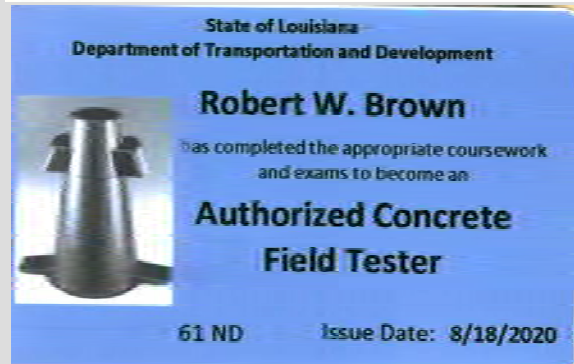 State of Louisiana
Department of Transportation and Development
Robert W. Brown
has completed the appropriate coursework
and exams to become an
Authorized Concrete
Field Tester
61 ND Issue Date: 8/18/2020